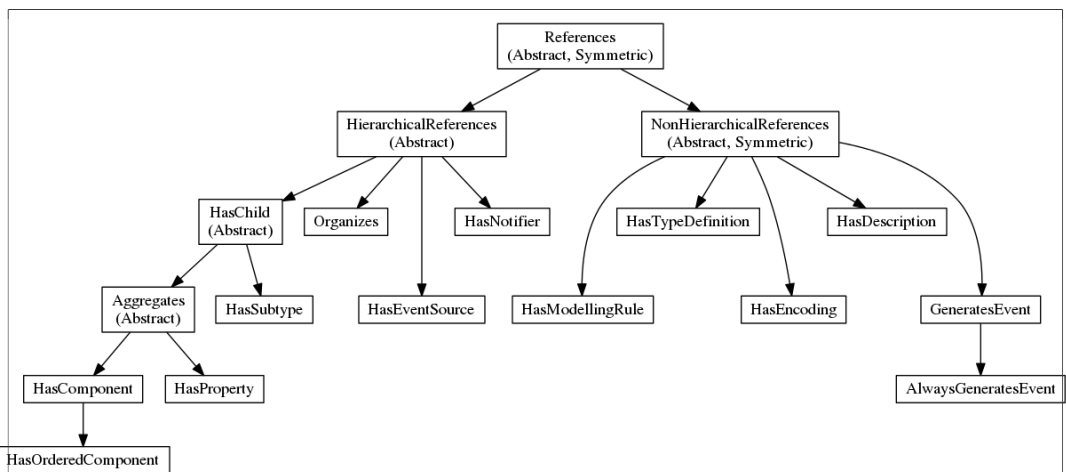 References
(Abstract, Symmetric)
HierarchicalReferences
(Abstract)
NonHierarchicalReferences
(Abstract, Symmetric)
HasChild
(Abstract)
Organizes
HasNotifier
HasTypeDefinition
HasDescription
Aggregates
(Abstract)
HasSubtype
HasEventSource
HasModellingRule
HasEncoding
GeneratesEvent
HasComponent
HasProperty
AlwaysGeneratesEvent
HasOrderedComponent